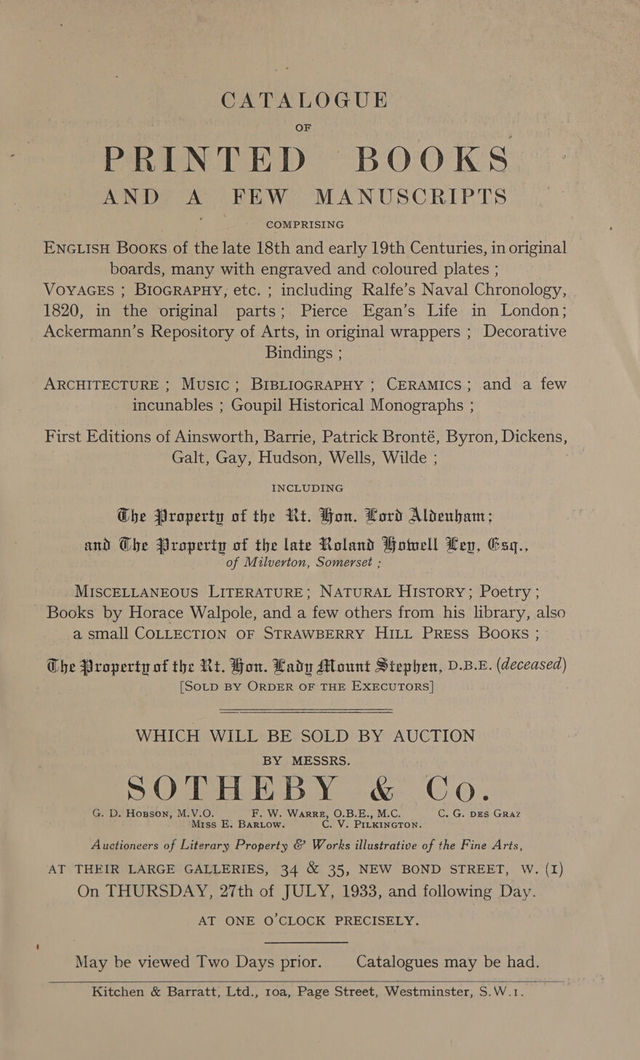 CATALOGUE
OF
PRINTED BOOKS
AND A FEW MANUSCRIPTS
COMPRISING
ENGLISH BOOKS of the late 18th and early 19th Centuries, in original
boards, many with engraved and coloured plates ;
VOYAGES ; BIOGRAPHY, etc. ; including Ralfe's Naval Chronology,
1820, in the original parts; Pierce Egan's Life in London;
Ackermann's Repository of Arts, in original wrappers ; Decorative
Bindings ;
ARCHITECTURE ; MUSIC ; BIBLIOGRAPHY ; CERAMICS ; and a few
incunables ; Goupil Historical Monographs ;
First Editions of Ainsworth, Barrie, Patrick Bronté, Byron, Dickens,
Galt, Gay, Hudson, Wells, Wilde ;
INCLUDING
The Property of the Rt. Hon. Lord Aldenham;
and The Property of the late Roland Howell Ley, Esq.,
of Milverton, Somerset ;
MISCELLANEOUS LITERATURE; NATURAL HISTORY; Poetry ;
Books by Horace Walpole, and a few others from his library, also
a small COLLECTION OF STRAWBERRY HILL PRESS BOOKS ;
The Property of the Rt. Hon. Lady Mount Stephen, D.B.E. (deceased)
[SOLD BY ORDER OF THE EXECUTORS]
WHICH WILL BE SOLD BY AUCTION
BY MESSRS.
SOTHEBY & Co.
G. D. HOBSON, M.V.O. F. W. WARRE, O.B.E., M.C. C. G. DES GRAZ
MISS E. BARLOW. C. V. PILKINGTON.
Auctioneers of Literary Property & Works illustrative of the Fine Arts,
AT THEIR LARGE GALLERIES, 34 & 35, NEW BOND STREET, W. (1)
On THURSDAY, 27th of JULY, 1933, and following Day.
AT ONE O'CLOCK PRECISELY.
May be viewed Two Days prior. Catalogues may be had.
Kitchen & Barratt, Ltd., 10a, Page Street, Westminster, S.W.1.